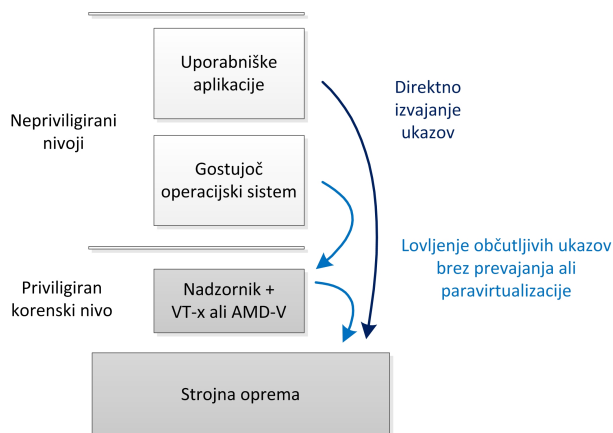 Uporabniške
aplikacije
Direktno
izvajanje
ukazov
Nepriviligirani
nivoji
Gostujoč
operacijski sistem
Lovljenje občutljivih ukazov
brez prevajanja ali
paravirtualizacije
Priviligiran
korenski nivo
Nadzornik +
VT-x ali AMD-V
Strojna oprema